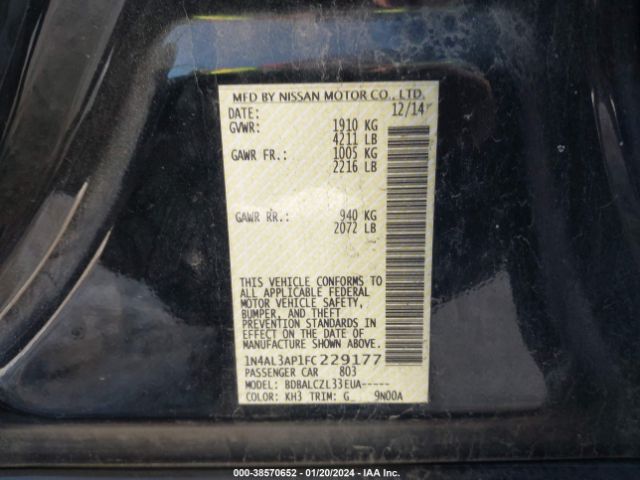 MFD BY NISSAN MOTOR CO., LTD.
DATE: 12/14
GVWR: 1910 KG
4211 LB
GAWR FR.: 1005 KG
2216 LB
GAWR RR.: 940 KG
2072 LB
THIS VEHICLE CONFORMS TO
ALL APPLICABLE FEDERAL
MOTOR VEHICLE SAFETY,
BUMPER, AND THEFT
PREVENTION STANDARDS IN
EFFECT ON THE DATE OF
MANUFACTURE SHOWN ABOVE.
1N4AL3AP1FC229177
PASSENGER CAR 803
MODEL: BDBALCZL33EUA-----
COLOR: KH3 TRIM: G_ 9N00A
000-38570652 - 01/20/2024 - IAA Inc.